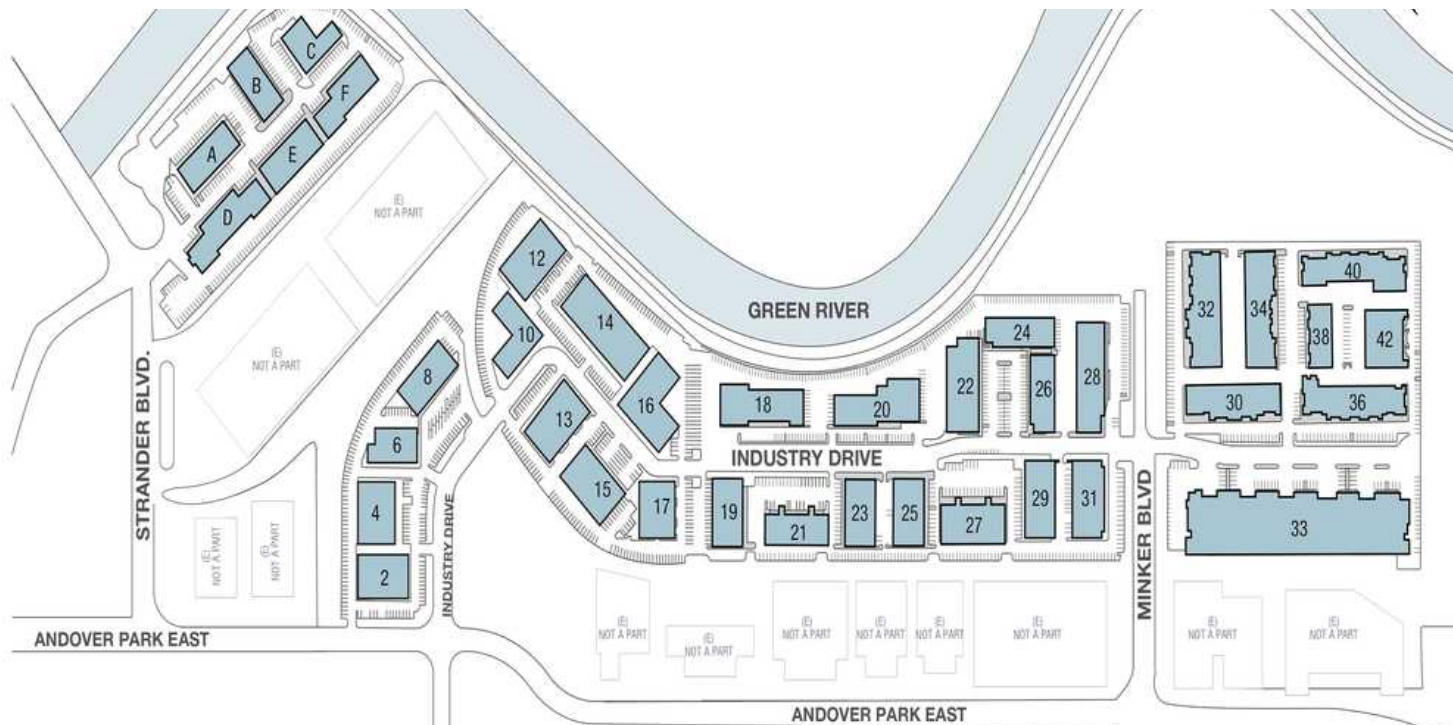 C
B
F
A
E
D
(E)
NOT A PART
(E)
NOT A PART
STRANDER BLVD.
(E)
NOT A PART
(E)
NOT A PART
ANDOVER PARK EAST
8
6
4
2
INDUSTRY DRIVE
12
10
14
16
13
15
17
GREEN RIVER
18
20
22
24
26
28
INDUSTRY DRIVE
19
21
23
25
27
29
31
MINKER BLVD
32
34
40
38
42
30
36
33
(E)
NOT A PART
(E)
NOT A PART
(E)
NOT A PART
(E)
NOT A PART
(E)
NOT A PART
(E)
NOT A PART
(E)
NOT A PART
(E)
NOT A PART
ANDOVER PARK EAST